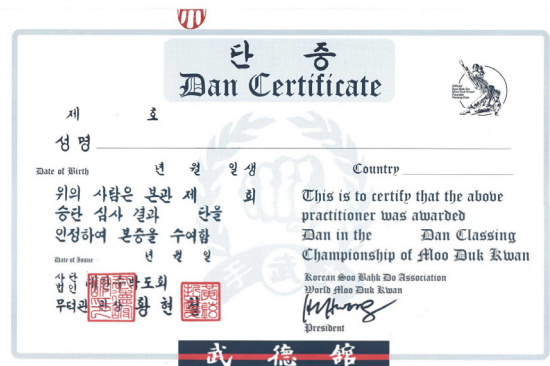 단 증
Dan Certificate
제 호
성명
Date of Birth 년 월 일생 Country
위의 사람은 본관 제 회
승단 심사 결과 단을
인정하여 본증을 수여함
Date of Issue 년 월 일
사단
법인 대한수박도회
무덕관 관장 황 현 철
This is to certify that the above
practitioner was awarded
Dan in the Dan Classing
Championship of Moo Duk Kwan
Korean Soo Bahk Do Association
World Moo Duk Kwan
President
武 德 館